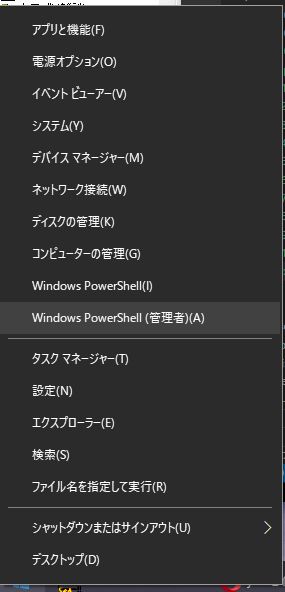 アプリと機能(F)
電源オプション(O)
イベント ビューアー(V)
システム(Y)
デバイス マネージャー(M)
ネットワーク接続(W)
ディスクの管理(K)
コンピューターの管理(G)
Windows PowerShell(I)
Windows PowerShell (管理者)(A)
タスク マネージャー(T)
設定(N)
エクスプローラー(E)
検索(S)
ファイル名を指定して実行(R)
シャットダウンまたはサインアウト(U)
デスクトップ(D)